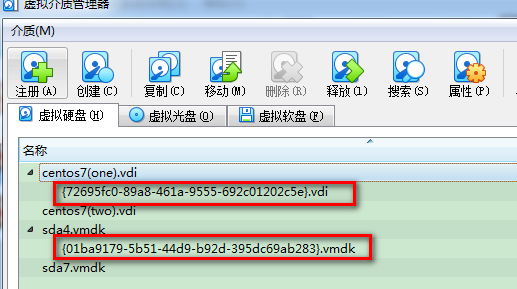 虚拟介质管理器
介质(M)
注册(A) 创建(C) 复制(C) 移动(M) 删除(R) 释放(L) 搜索(S) 属性(P)
虚拟硬盘(H) 虚拟光盘(O) 虚拟软盘(F)
名称
centos7(one).vdi
{72695fc0-89a8-461a-9555-692c01202c5e}.vdi
centos7(two).vdi
sda4.vmdk
{01ba9179-5b51-44d9-b92d-395dc69ab283}.vmdk
sda7.vmdk